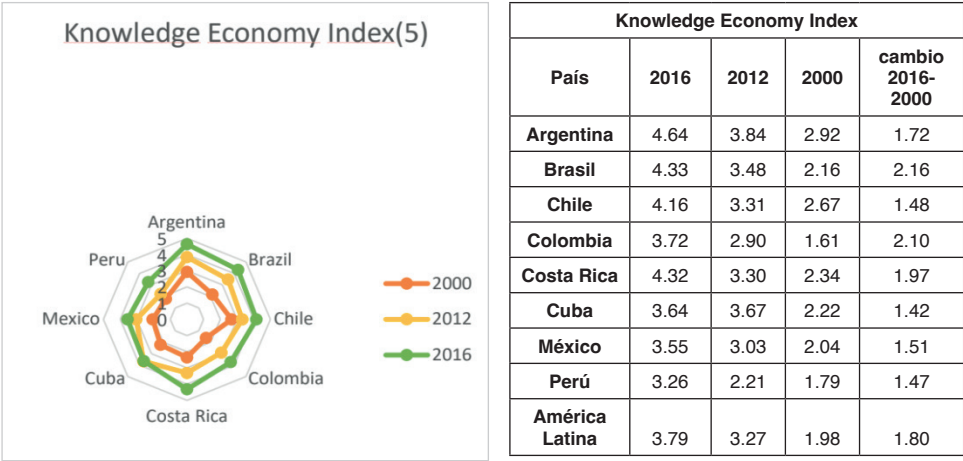 Knowledge Economy Index(5)
Argentina
5
4
3
2
1
0
Peru
Brazil
Mexico
Chile
Cuba
Colombia
Costa Rica
2000
2012
2016
Knowledge Economy Index
País 2016 2012 2000 cambio 2016-2000
Argentina 4.64 3.84 2.92 1.72
Brasil 4.33 3.48 2.16 2.16
Chile 4.16 3.31 2.67 1.48
Colombia 3.72 2.90 1.61 2.10
Costa Rica 4.32 3.30 2.34 1.97
Cuba 3.64 3.67 2.22 1.42
México 3.55 3.03 2.04 1.51
Perú 3.26 2.21 1.79 1.47
América Latina 3.79 3.27 1.98 1.80